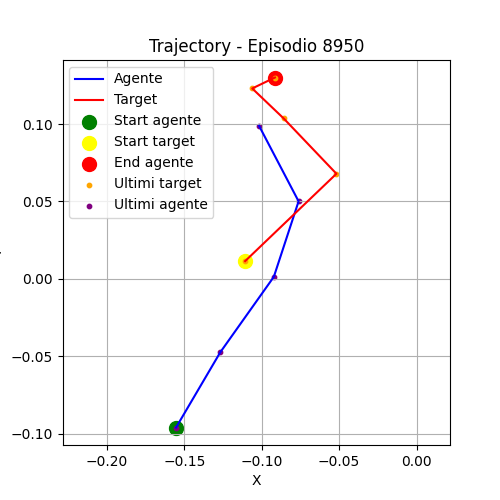 Trajectory - Episodio 8950
Agente
Target
Start agente
Start target
End agente
Ultimi target
Ultimi agente
0.10
0.05
0.00
−0.05
−0.10
−0.20
−0.15
−0.10
−0.05
0.00
X